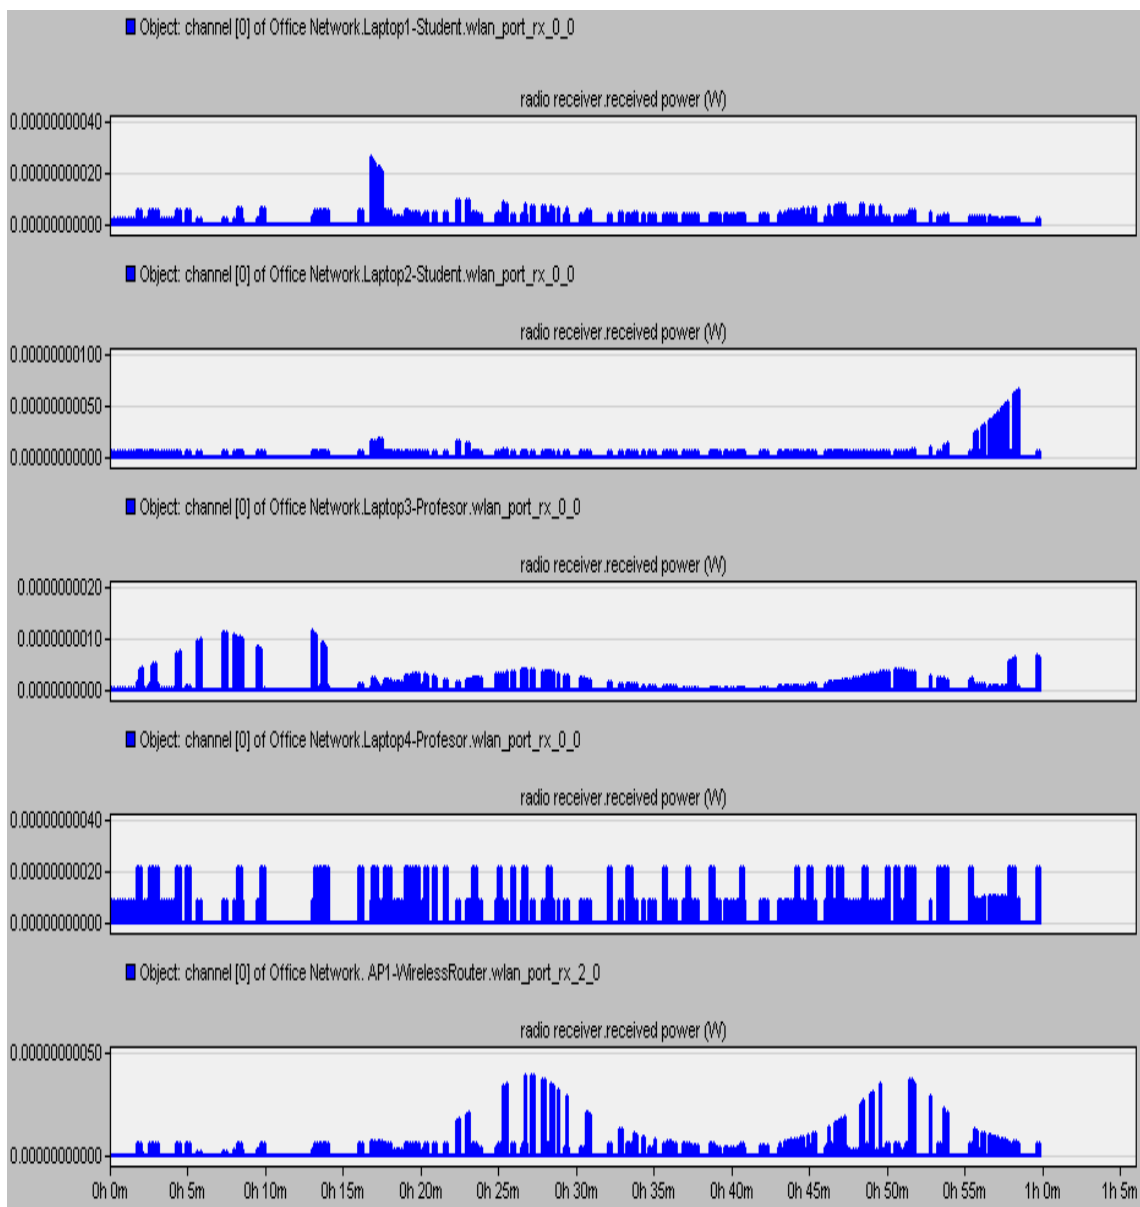 Object: channel [0] of Office Network.Laptop1-Student.wlan_port_rx_0_0
radio receiver.received power (W)
0.00000000040
0.00000000020
0.00000000000
Object: channel [0] of Office Network.Laptop2-Student.wlan_port_rx_0_0
radio receiver.received power (W)
0.00000000100
0.00000000050
0.00000000000
Object: channel [0] of Office Network.Laptop3-Profesor.wlan_port_rx_0_0
radio receiver.received power (W)
0.0000000020
0.0000000010
0.0000000000
Object: channel [0] of Office Network.Laptop4-Profesor.wlan_port_rx_0_0
radio receiver.received power (W)
0.00000000040
0.00000000020
0.00000000000
Object: channel [0] of Office Network. AP1-WirelessRouter.wlan_port_rx_2_0
radio receiver.received power (W)
0.00000000050
0.00000000000
0h 0m 0h 5m 0h 10m 0h 15m 0h 20m 0h 25m 0h 30m 0h 35m 0h 40m 0h 45m 0h 50m 0h 55m 1h 0m 1h 5m